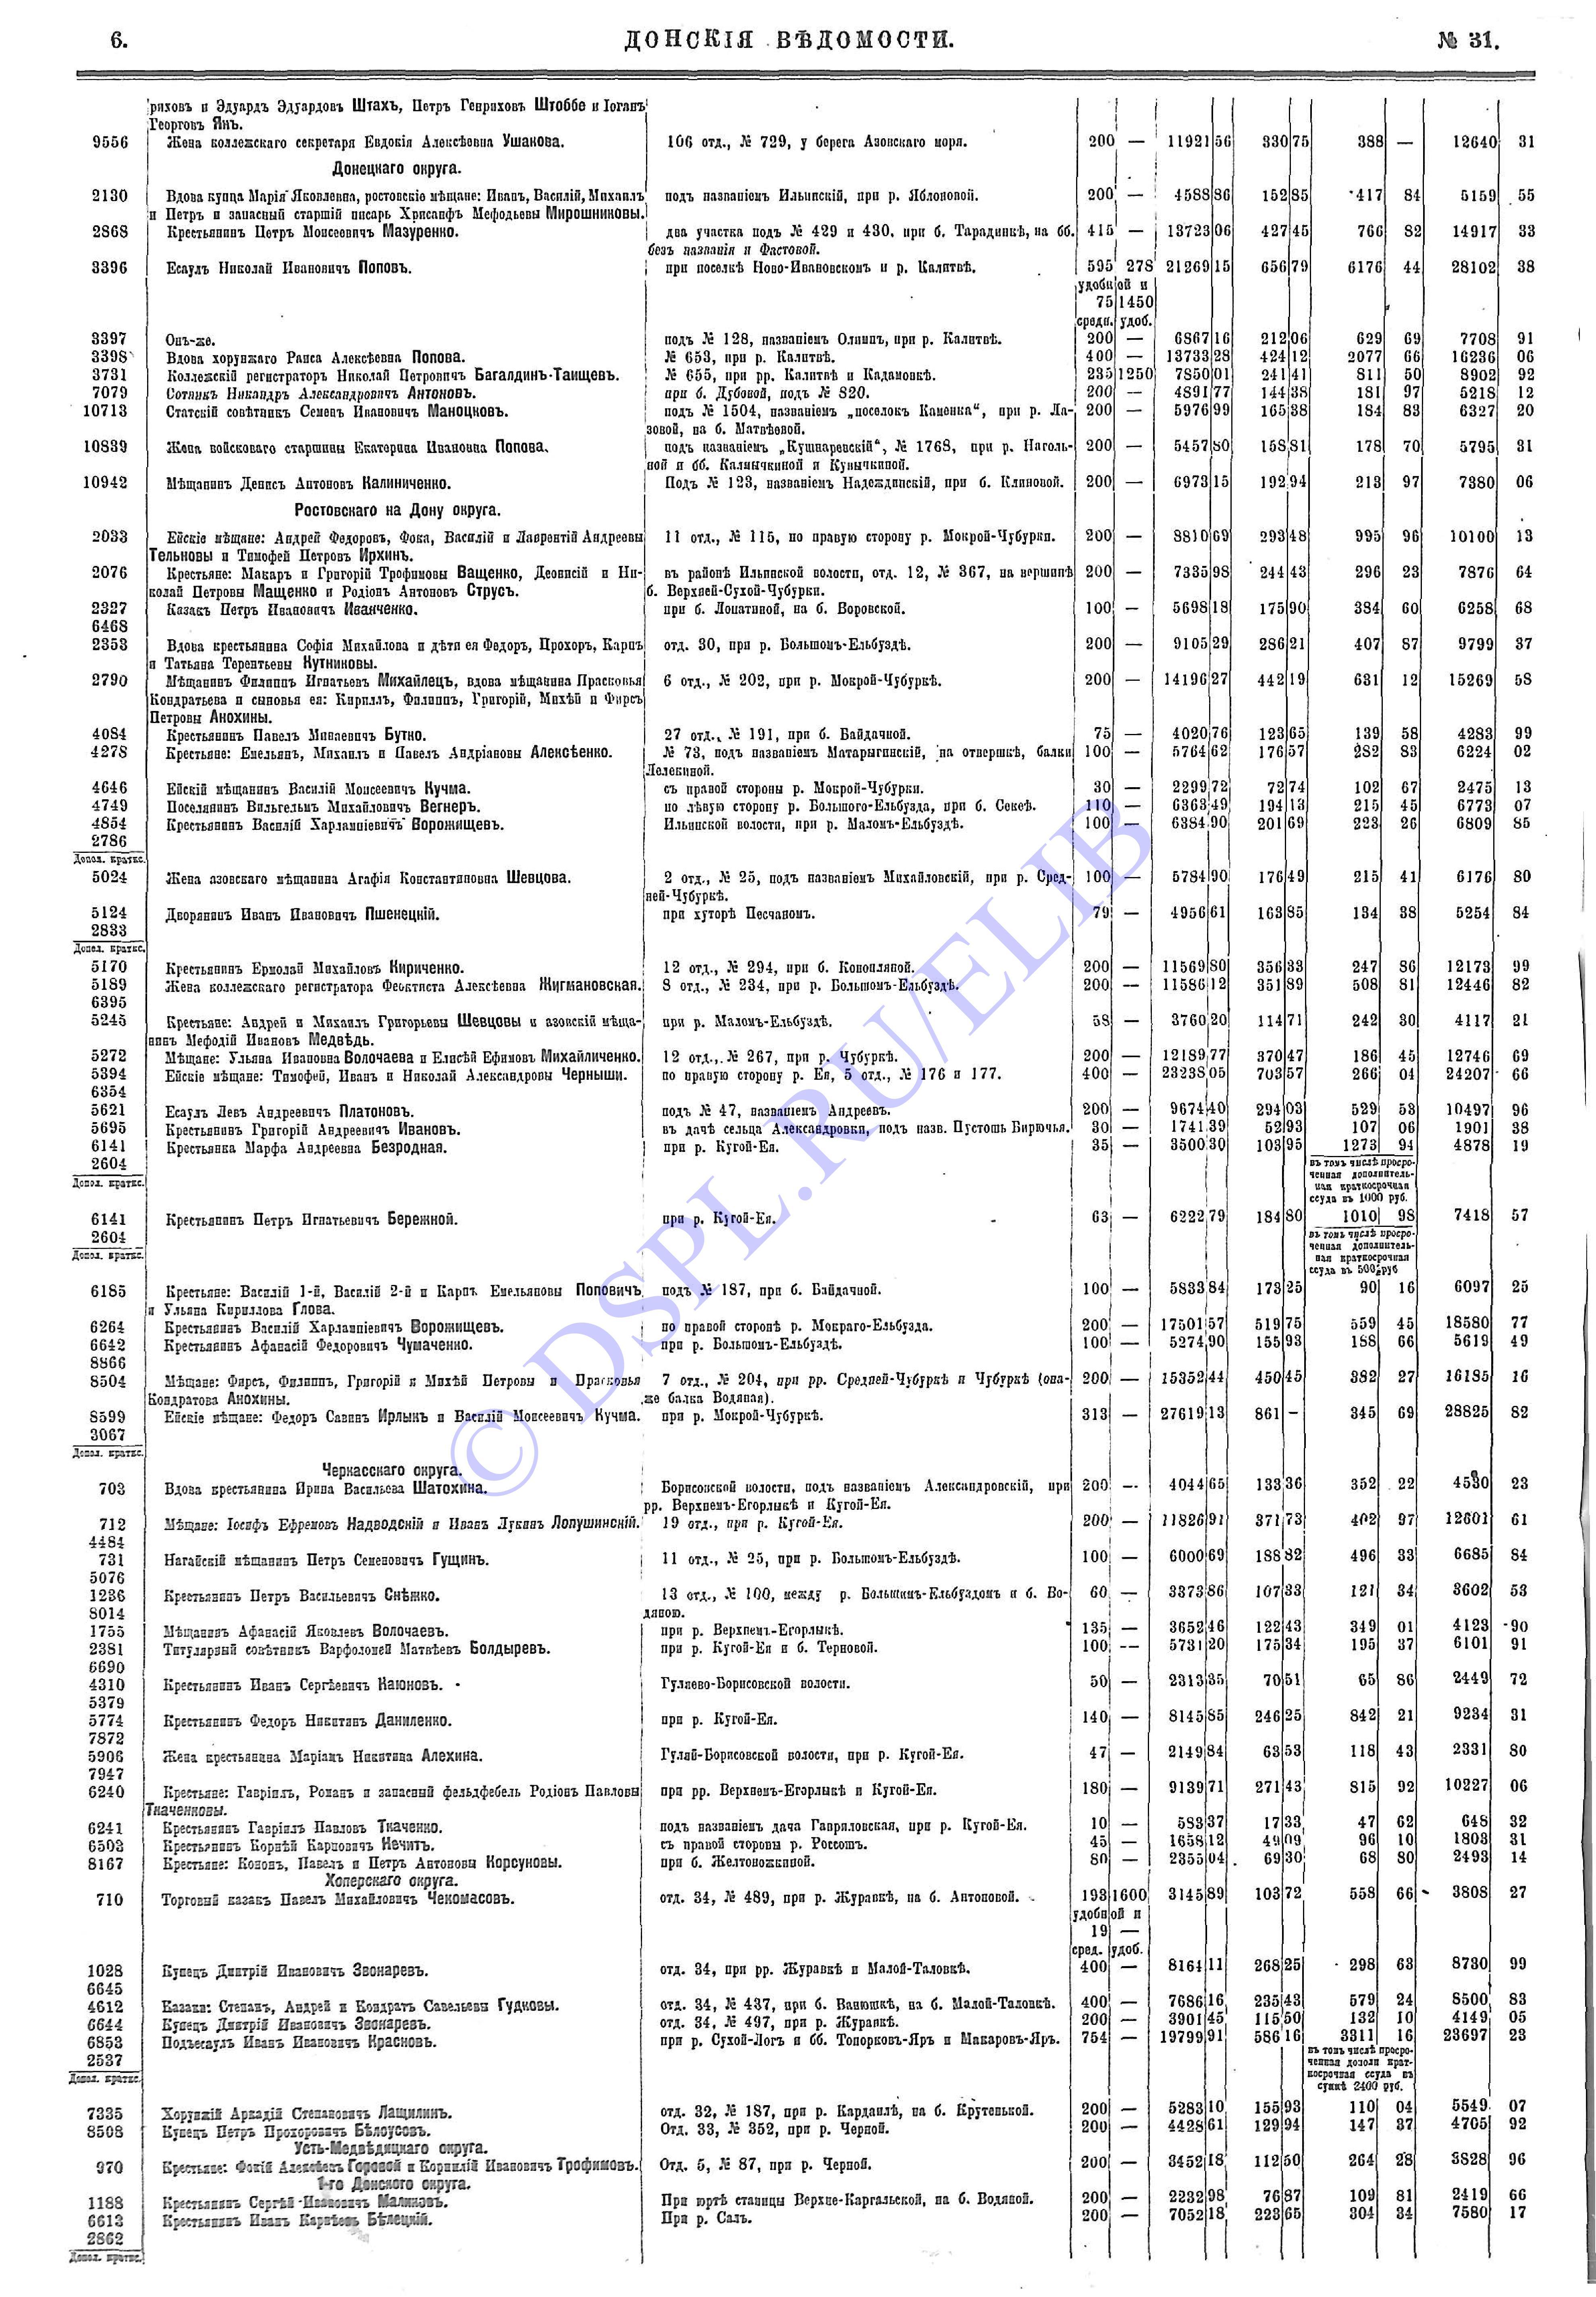 6. ДОНСКІЯ ВѢДОМОСТИ. № 31.
риховъ и Эдуардъ Эдуардовъ Штахъ, Петръ Генриховъ Штоббе и Іоганъ
Георговъ Янъ.
9556 Жена коллежскаго секретаря Евдокія Алексѣевна Ушакова. 106 отд., № 729, у берега Азовскаго моря. 200 — 11921 56 330 75 388 — 12640 31
Донецкаго округа.
2130 Вдова купца Марія Яковлевна, ростовскіе мѣщане: Иванъ, Василій, Михаилъ подъ названіемъ Ильинскій, при р. Яблоновой. 200 — 4588 86 152 85 417 84 5159 55
и Петръ и запасный старшій писарь Хрисанфъ Мефодьевы Мирошниковы.
2868 Крестьянинъ Петръ Моисеевичъ Мазуренко. два участка подъ № 429 и 430, при б. Тарадинкѣ, на бб. 415 — 13723 06 427 45 766 82 14917 33
безъ названія и Фастовой.
3396 Есаулъ Николай Ивановичъ Поповъ. при поселкѣ Ново-Ивановскомъ и р. Калитвѣ. 595 278 21269 15 656 79 6176 44 28102 38
удобной и
75 1450
средн. удоб.
3397 Онъ-же. подъ № 128, названіемъ Олимпъ, при р. Калитвѣ. 200 — 6867 16 212 06 629 69 7708 91
3398 Вдова хорунжаго Раиса Алексѣевна Попова. № 653, при р. Калитвѣ. 400 — 13733 28 424 12 2077 66 16236 06
3731 Коллежскій регистраторъ Николай Петровичъ Багалдинъ-Таищевъ. № 655, при рр. Калитвѣ и Кадамовкѣ. 235 1250 7850 01 241 41 811 50 8902 92
7079 Сотникъ Никандръ Александровичъ Антоновъ. при б. Дубовой, подъ № 820. 200 — 4891 77 144 38 181 97 5218 12
10713 Статскій совѣтникъ Семенъ Ивановичъ Маноцковъ. подъ № 1504, названіемъ „поселокъ Каменка“, при р. Ла- 200 — 5976 99 165 38 184 83 6327 20
зовой, на б. Матвѣевой.
10839 Жена войсковаго старшины Екатерина Ивановна Попова. подъ названіемъ „Кушнаревскій“, № 1768, при р. Наголь- 200 — 5457 80 158 81 178 70 5795 31
ной и бб. Калмычкиной и Кунычкиной.
10942 Мѣщанинъ Денисъ Антоновъ Калиниченко. Подъ № 123, названіемъ Надеждинскій, при б. Клиновой. 200 — 6973 15 192 94 213 97 7380 06
Ростовскаго на Дону округа.
2033 Ейскіе мѣщане: Андрей Федоровъ, Фока, Василій и Лаврентій Андреевы 11 отд., № 115, по правую сторону р. Мокрой-Чубурки. 200 — 8810 69 293 48 995 96 10100 13
Тельновы и Тимофей Петровъ Ирхинъ.
2076 Крестьяне: Макаръ и Григорій Трофимовы Ващенко, Деонисій и Ни- въ районѣ Ильинской волости, отд. 12, № 367, на вершинѣ 200 — 7335 98 244 43 296 23 7876 64
колай Петровы Мащенко и Родіонъ Антоновъ Струсъ. б. Верхней-Сухой-Чубурки.
2327 Казакъ Петръ Ивановичъ Иванченко. при б. Лопатиной, на б. Воровской. 100 — 5698 18 175 90 384 60 6258 68
6468
2353 Вдова крестьянина Софія Михайлова и дѣти ея Федоръ, Прохоръ, Карпъ отд. 30, при р. Большомъ-Ельбуздѣ. 200 — 9105 29 286 21 407 87 9799 37
и Татьяна Терентьевы Кутниковы.
2790 Мѣщанинъ Филиппъ Игнатьевъ Михайлецъ, вдова мѣщанина Прасковья 6 отд., № 202, при р. Мокрой-Чубуркѣ. 200 — 14196 27 442 19 631 12 15269 58
Кондратьева и сыновья ея: Кириллъ, Филиппъ, Григорій, Михѣй и Фирсъ
Петровы Анохины.
4084 Крестьянинъ Павелъ Минаевичъ Бутко. 27 отд., № 191, при б. Байдачной. 75 — 4020 76 123 65 139 58 4283 99
4278 Крестьяне: Емельянъ, Михаилъ и Павелъ Андріановы Алексѣенко. № 73, подъ названіемъ Матарыгинскій, на отвершкѣ, балки 100 — 5764 62 176 57 282 83 6224 02
Лелекиной.
4646 Ейскій мѣщанинъ Василій Моисеевичъ Кучма. съ правой стороны р. Мокрой-Чубурки. 30 — 2299 72 72 74 102 67 2475 13
4749 Поселянинъ Вильгельмъ Михайловичъ Вегнеръ. по лѣвую сторону р. Большого-Ельбузда, при б. Сокеѣ. 110 — 6363 49 194 13 215 45 6773 07
4854 Крестьянинъ Василій Харлампіевичъ Ворожищевъ. Ильинской волости, при р. Маломъ-Ельбуздѣ. 100 — 6384 90 201 69 223 26 6809 85
2786
Допол. краткс.
5024 Жена азовскаго мѣщанина Агафія Константиновна Шевцова. 2 отд., № 25, подъ названіемъ Михайловскій, при р. Сред- 100 — 5784 90 176 49 215 41 6176 80
ней-Чубуркѣ.
5124 Дворянинъ Иванъ Ивановичъ Пшенецкій. при хуторѣ Песчаномъ. 79 — 4956 61 163 85 134 38 5254 84
2833
Допол. краткс.
5170 Крестьянинъ Ермолай Михайловъ Кириченко. 12 отд., № 294, при б. Конопляной. 200 — 11569 80 356 33 247 86 12173 99
5189 Жена коллежскаго регистратора Феоктиста Алексѣевна Жигмановская. 8 отд., № 234, при р. Большомъ-Ельбуздѣ. 200 — 11586 12 351 89 508 81 12446 82
6395
5245 Крестьяне: Андрей и Михаилъ Григорьевы Шевцовы и азовскій мѣща- при р. Маломъ-Ельбуздѣ. 58 — 3760 20 114 71 242 30 4117 21
нинъ Мефодій Ивановъ Медвѣдь.
5272 Мѣщане: Ульяна Ивановна Волочаева и Елисѣй Ефимовъ Михайличенко. 12 отд., № 267, при р. Чубуркѣ. 200 — 12189 77 370 47 186 45 12746 69
5394 Ейскіе мѣщане: Тимофей, Иванъ и Николай Александровы Черныши. по правую сторону р. Ея, 5 отд., № 176 и 177. 400 — 23238 05 703 57 266 04 24207 66
6354
5621 Есаулъ Левъ Андреевичъ Платоновъ. подъ № 47, названіемъ Андреевъ. 200 — 9674 40 294 03 529 53 10497 96
5695 Крестьянинъ Григорій Андреевичъ Ивановъ. въ дачѣ сельца Александровки, подъ назв. Пустошь Бирючья. 30 — 1741 39 52 93 107 06 1901 38
6141 Крестьянка Марфа Андреевна Безродная. при р. Кугой-Ея. 35 — 3500 30 103 95 1273 94 4878 19
2604 въ томъ числѣ просро-
Допол. краткс. ченная дополнитель-
ная краткосрочная
ссуда въ 1000 руб.
6141 Крестьянинъ Петръ Игнатьевичъ Бережной. при р. Кугой-Ея. 63 — 6222 79 184 80 1010 98 7418 57
2604 въ томъ числѣ просро-
Допол. краткс. ченная дополнитель-
ная краткосрочная
ссуда въ 500 руб
6185 Крестьяне: Василій 1-й, Василій 2-й и Карпъ Емельяновы Поповичъ подъ № 187, при б. Байдачной. 100 — 5833 84 173 25 90 16 6097 25
и Ульяна Кириллова Глова.
6264 Крестьянинъ Василій Харлампіевичъ Ворожищевъ. по правой сторонѣ р. Мокраго-Ельбузда. 200 — 17501 57 519 75 559 45 18580 77
6642 Крестьянинъ Афанасій Федоровичъ Чумаченко. при р. Большомъ-Ельбуздѣ. 100 — 5274 90 155 93 188 66 5619 49
8866
8504 Мѣщане: Фирсъ, Филиппъ, Григорій и Михѣй Петровы и Прасковья 7 отд., № 204, при рр. Средней-Чубуркѣ и Чубуркѣ (она- 200 — 15352 44 450 45 382 27 16185 16
Кондратова Анохины. же балка Водяная).
8599 Ейскіе мѣщане: Федоръ Савинъ Ирлыкъ и Василій Моисеевичъ Кучма. при р. Мокрой-Чубуркѣ. 313 — 27619 13 861 — 345 69 28825 82
3067
Допол. краткс.
Черкасскаго округа.
703 Вдова крестьянина Ирина Васильева Шатохина. Борисовской волости, подъ названіемъ Александровскій, при 200 — 4044 65 133 36 352 22 4530 23
рр. Верхнемъ-Егорлыкѣ и Кугой-Ея.
712 Мѣщане: Іосифъ Ефремовъ Надводскій и Иванъ Лукинъ Лопушинскій. 19 отд., при р. Кугой-Ея. 200 — 11826 91 371 73 402 97 12601 61
4484
731 Нагайскій мѣщанинъ Петръ Семеновичъ Гущинъ. 11 отд., № 25, при р. Большомъ-Ельбуздѣ. 100 — 6000 69 188 82 496 33 6685 84
5076
1236 Крестьянинъ Петръ Васильевичъ Снѣжко. 13 отд., № 100, между р. Большимъ-Ельбуздомъ и б. Во- 60 — 3373 86 107 33 121 34 3602 53
8014 дяною.
1755 Мѣщанинъ Афанасій Яковлевъ Волочаевъ. при р. Верхнемъ-Егорлыкѣ. 135 — 3652 46 122 43 349 01 4123 90
2381 Титулярный совѣтникъ Варфоломей Матвѣевъ Болдыревъ. при р. Кугой-Ея и б. Терновой. 100 — 5731 20 175 34 195 37 6101 91
6690
4310 Крестьянинъ Иванъ Сергѣевичъ Каюновъ. Гуляево-Борисовской волости. 50 — 2313 35 70 51 65 86 2449 72
5379
5774 Крестьянинъ Федоръ Никитинъ Даниленко. при р. Кугой-Ея. 140 — 8145 85 246 25 842 21 9234 31
7872
5906 Жена крестьянина Маріамъ Никитина Алехина. Гуляй-Борисовской волости, при р. Кугой-Ея. 47 — 2149 84 63 53 118 43 2331 80
7947
6240 Крестьяне: Гавріилъ, Романъ и запасный фельдфебель Родіонъ Павловы при рр. Верхнемъ-Егорлыкѣ и Кугой-Ея. 180 — 9139 71 271 43 815 92 10227 06
Ткаченковы.
6241 Крестьянинъ Гавріилъ Павловъ Ткаченко. подъ названіемъ дача Гавриловская, при р. Кугой-Ея. 10 — 583 37 17 33 47 62 648 32
6503 Крестьянинъ Корнѣй Карповичъ Нечитъ. съ правой стороны р. Россошь. 45 — 1658 12 49 09 96 10 1803 31
8167 Крестьяне: Кононъ, Павелъ и Петръ Антоновы Корсуновы. при б. Желтоножкиной. 80 — 2355 04 69 30 68 80 2493 14
Хоперскаго округа.
710 Торговый казакъ Павелъ Михайловичъ Чекомасовъ. отд. 34, № 489, при р. Журавкѣ, на б. Антоновой. 193 1600 3145 89 103 72 558 66 3808 27
удобной и
19 —
сред. удоб.
1028 Купецъ Дмитрій Ивановичъ Звонаревъ. отд. 34, при рр. Журавкѣ и Малой-Таловкѣ. 400 — 8164 11 268 25 298 63 8730 99
6645
4612 Казаки: Степанъ, Андрей и Кондратъ Савельевы Гудковы. отд. 34, № 437, при б. Ванюшкѣ, на б. Малой-Таловкѣ. 400 — 7686 16 235 43 579 24 8500 83
6644 Купецъ Дмитрій Ивановичъ Звонаревъ. отд. 34, № 497, при р. Журавкѣ. 200 — 3901 45 115 50 132 10 4149 05
6853 Подъесаулъ Иванъ Ивановичъ Красновъ. при р. Сухой-Логъ и бб. Топорковъ-Яръ и Макаровъ-Яръ. 754 — 19799 91 586 16 3311 16 23697 23
2537 въ томъ числѣ просро-
Допол. краткс. ченная дополн крат-
косрочная ссуда въ
суммѣ 2400 руб.
7335 Хорунжій Аркадій Степановичъ Лащилинъ. отд. 32, № 187, при р. Кардаилѣ, на б. Крутенькой. 200 — 5283 10 155 93 110 04 5549 07
8508 Купецъ Петръ Прохоровичъ Бѣлоусовъ. Отд. 33, № 352, при р. Черной. 200 — 4428 61 129 94 147 37 4705 92
Усть-Медвѣдицкаго округа.
970 Крестьяне: Фокій Алексѣевъ Горовой и Корнилій Ивановичъ Трофимовъ. Отд. 5, № 87, при р. Черной. 200 — 3452 18 112 50 264 28 3828 96
1-го Донского округа.
1188 Крестьянинъ Сергѣй Ивановичъ Малиновъ. При юртѣ станицы Верхне-Каргальской, на б. Водяной. 200 — 2232 98 76 87 109 81 2419 66
6613 Крестьянинъ Иванъ Карнѣевъ Бѣлецкій. При р. Салъ. 200 — 7052 18 223 65 304 34 7580 17
2862
Допол. краткс.
© DSPL.RU/ELIB